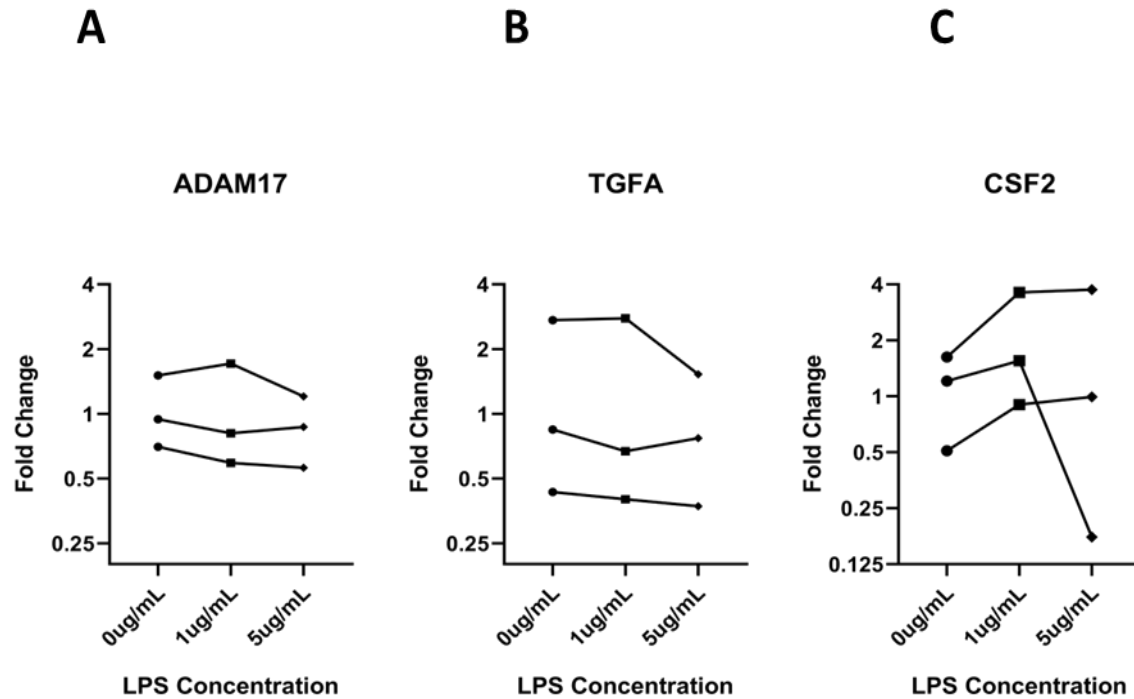 A
B
C
ADAM17
TGFA
CSF2
Fold Change
4
2
1
0.5
0.25
0ug/mL
1ug/mL
5ug/mL
LPS Concentration
Fold Change
4
2
1
0.5
0.25
0ug/mL
1ug/mL
5ug/mL
LPS Concentration
Fold Change
4
2
1
0.5
0.25
0.125
0ug/mL
1ug/mL
5ug/mL
LPS Concentration